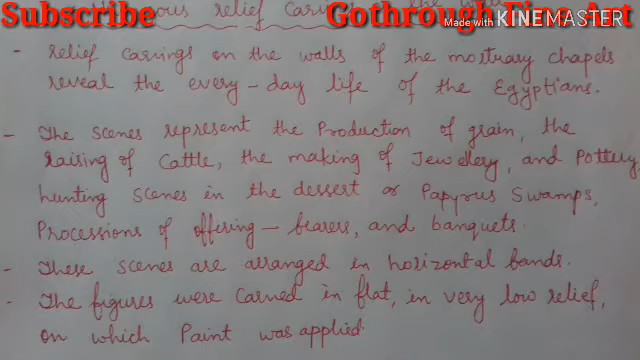 Subscribe
Gothrough Fine Art
Made with KINEMASTER
relief carvings
- relief carvings on the walls of the mostrary chapels
reveal the every-day life of the Egyptians.
- The scenes represent the Production of grain, the
raising of Cattle, the making of Jewellery, and Pottery,
hunting scenes in the dessert or Papyrus Swamps,
Processions of offering - bearers, and banquets.
- These scenes are arranged in horizontal bands.
- The figures were carved in flat, in very low relief,
on which Paint was applied.